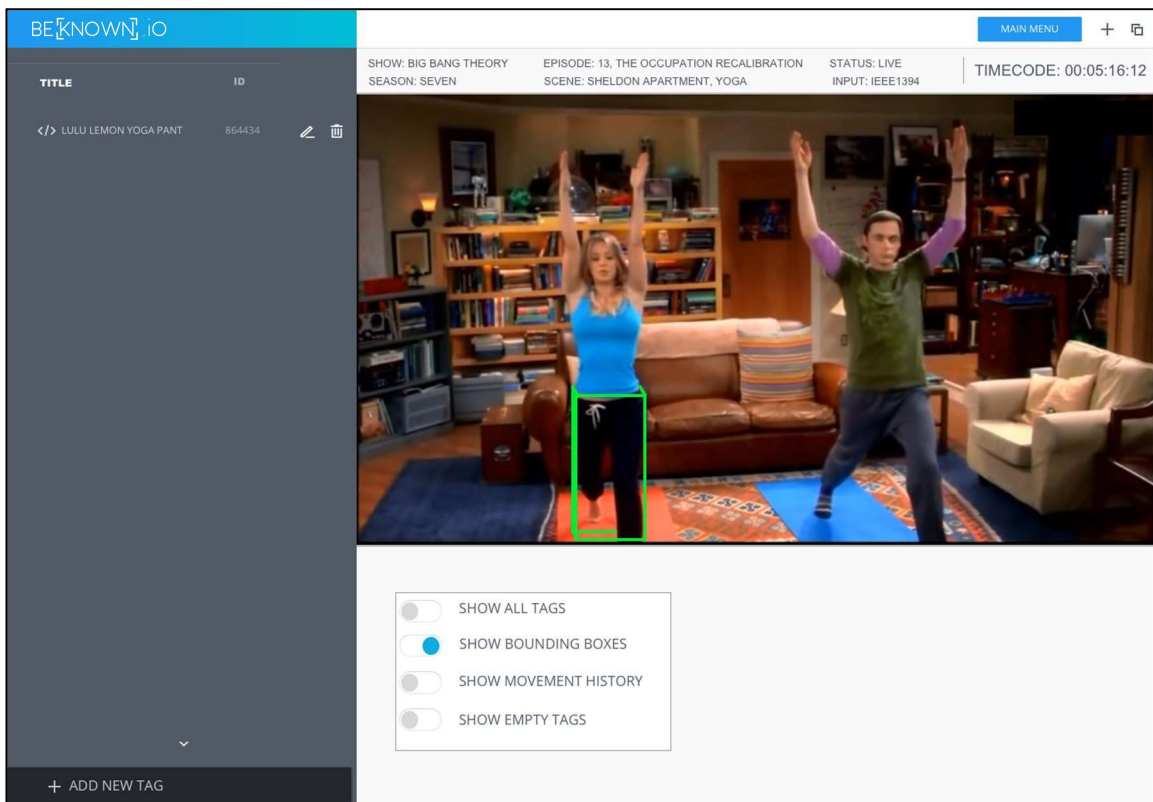 BE[KNOWN].iO
MAIN MENU
SHOW: BIG BANG THEORY
SEASON: SEVEN
EPISODE: 13, THE OCCUPATION RECALIBRATION
SCENE: SHELDON APARTMENT, YOGA
STATUS: LIVE
INPUT: IEEE1394
TIMECODE: 00:05:16:12
TITLE ID
</> LULU LEMON YOGA PANT 864434
SHOW ALL TAGS
SHOW BOUNDING BOXES
SHOW MOVEMENT HISTORY
SHOW EMPTY TAGS
+ ADD NEW TAG